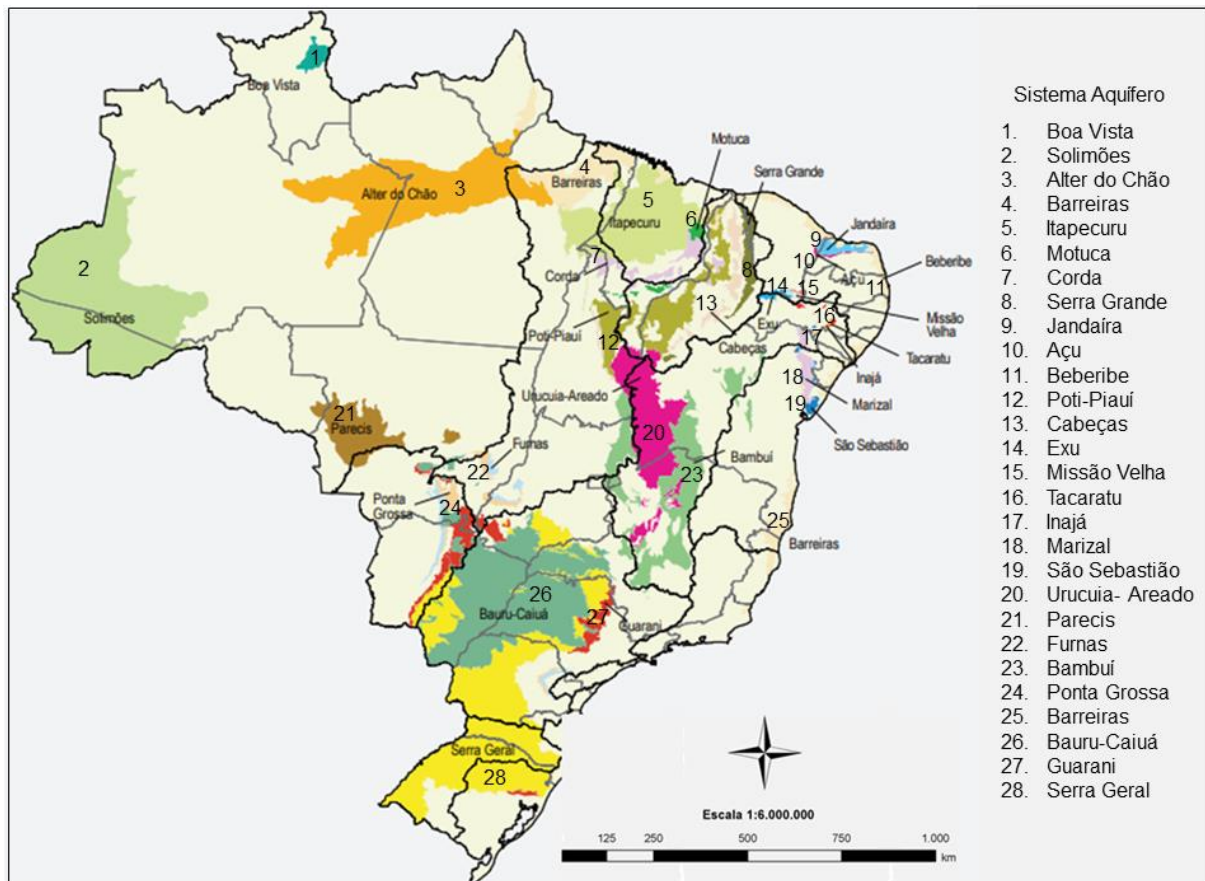 1
Boa Vista
2
Solimões
3
Alter do Chão
4
Barreiras
5
Itapecuru
6
Motuca
Serra Grande
7
Corda
8
9
Jandaíra
10
Açu
11
Beberibe
14
Exu
15
Missão
Velha
16
Tacaratu
17
Inajá
13
Cabeças
Poti-Piauí
12
Urucuia-Areado
18
Marizal
19
São Sebastião
20
21
Parecis
Furnas
22
Bambuí
23
Ponta
Grossa
24
25
Barreiras
26
Bauru-Caiuá
27
Guarani
Serra Geral
28
Escala 1:6.000.000
125 250 500 750 1.000
km
Sistema Aquífero
1. Boa Vista
2. Solimões
3. Alter do Chão
4. Barreiras
5. Itapecuru
6. Motuca
7. Corda
8. Serra Grande
9. Jandaíra
10. Açu
11. Beberibe
12. Poti-Piauí
13. Cabeças
14. Exu
15. Missão Velha
16. Tacaratu
17. Inajá
18. Marizal
19. São Sebastião
20. Urucuia- Areado
21. Parecis
22. Furnas
23. Bambuí
24. Ponta Grossa
25. Barreiras
26. Bauru-Caiuá
27. Guarani
28. Serra Geral